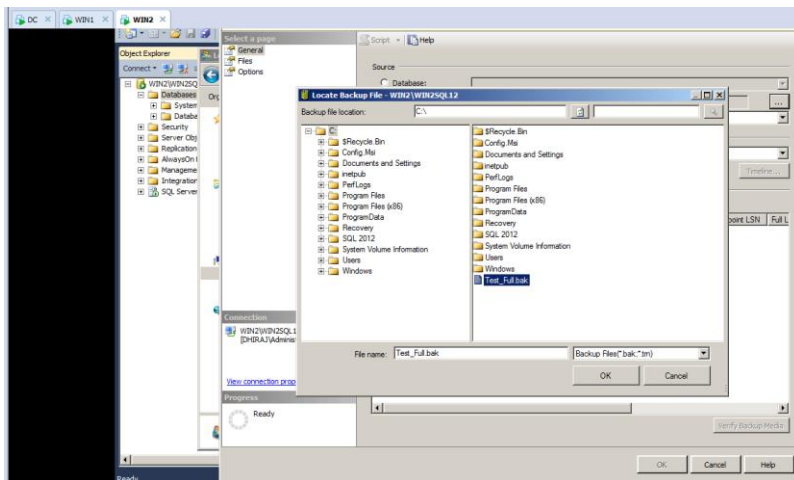 DC
WIN1
WIN2
Object Explorer
Connect
WIN2\WIN2SQ
Databases
System
Databa
Security
Server Obj
Replication
AlwaysOn
Manageme
Integration
SQL Server
Ready
Org
Select a page
General
Files
Options
Connection
WIN2\WIN2SQL1
[DHIRAJ\Adminis
View connection prop
Progress
Ready
Script
Help
Source
Database:
...
Timeline...
point LSN
Full L
Verify Backup Media
OK
Cancel
Help
Locate Backup File - WIN2\WIN2SQL12
Backup file location:
C:\
C:
$Recycle.Bin
Config.Msi
Documents and Settings
inetpub
PerfLogs
Program Files
Program Files (x86)
ProgramData
Recovery
SQL 2012
System Volume Information
Users
Windows
$Recycle.Bin
Config.Msi
Documents and Settings
inetpub
PerfLogs
Program Files
Program Files (x86)
ProgramData
Recovery
SQL 2012
System Volume Information
Users
Windows
Test_Full.bak
File name:
Test_Full.bak
Backup Files(*.bak;*.trn)
OK
Cancel